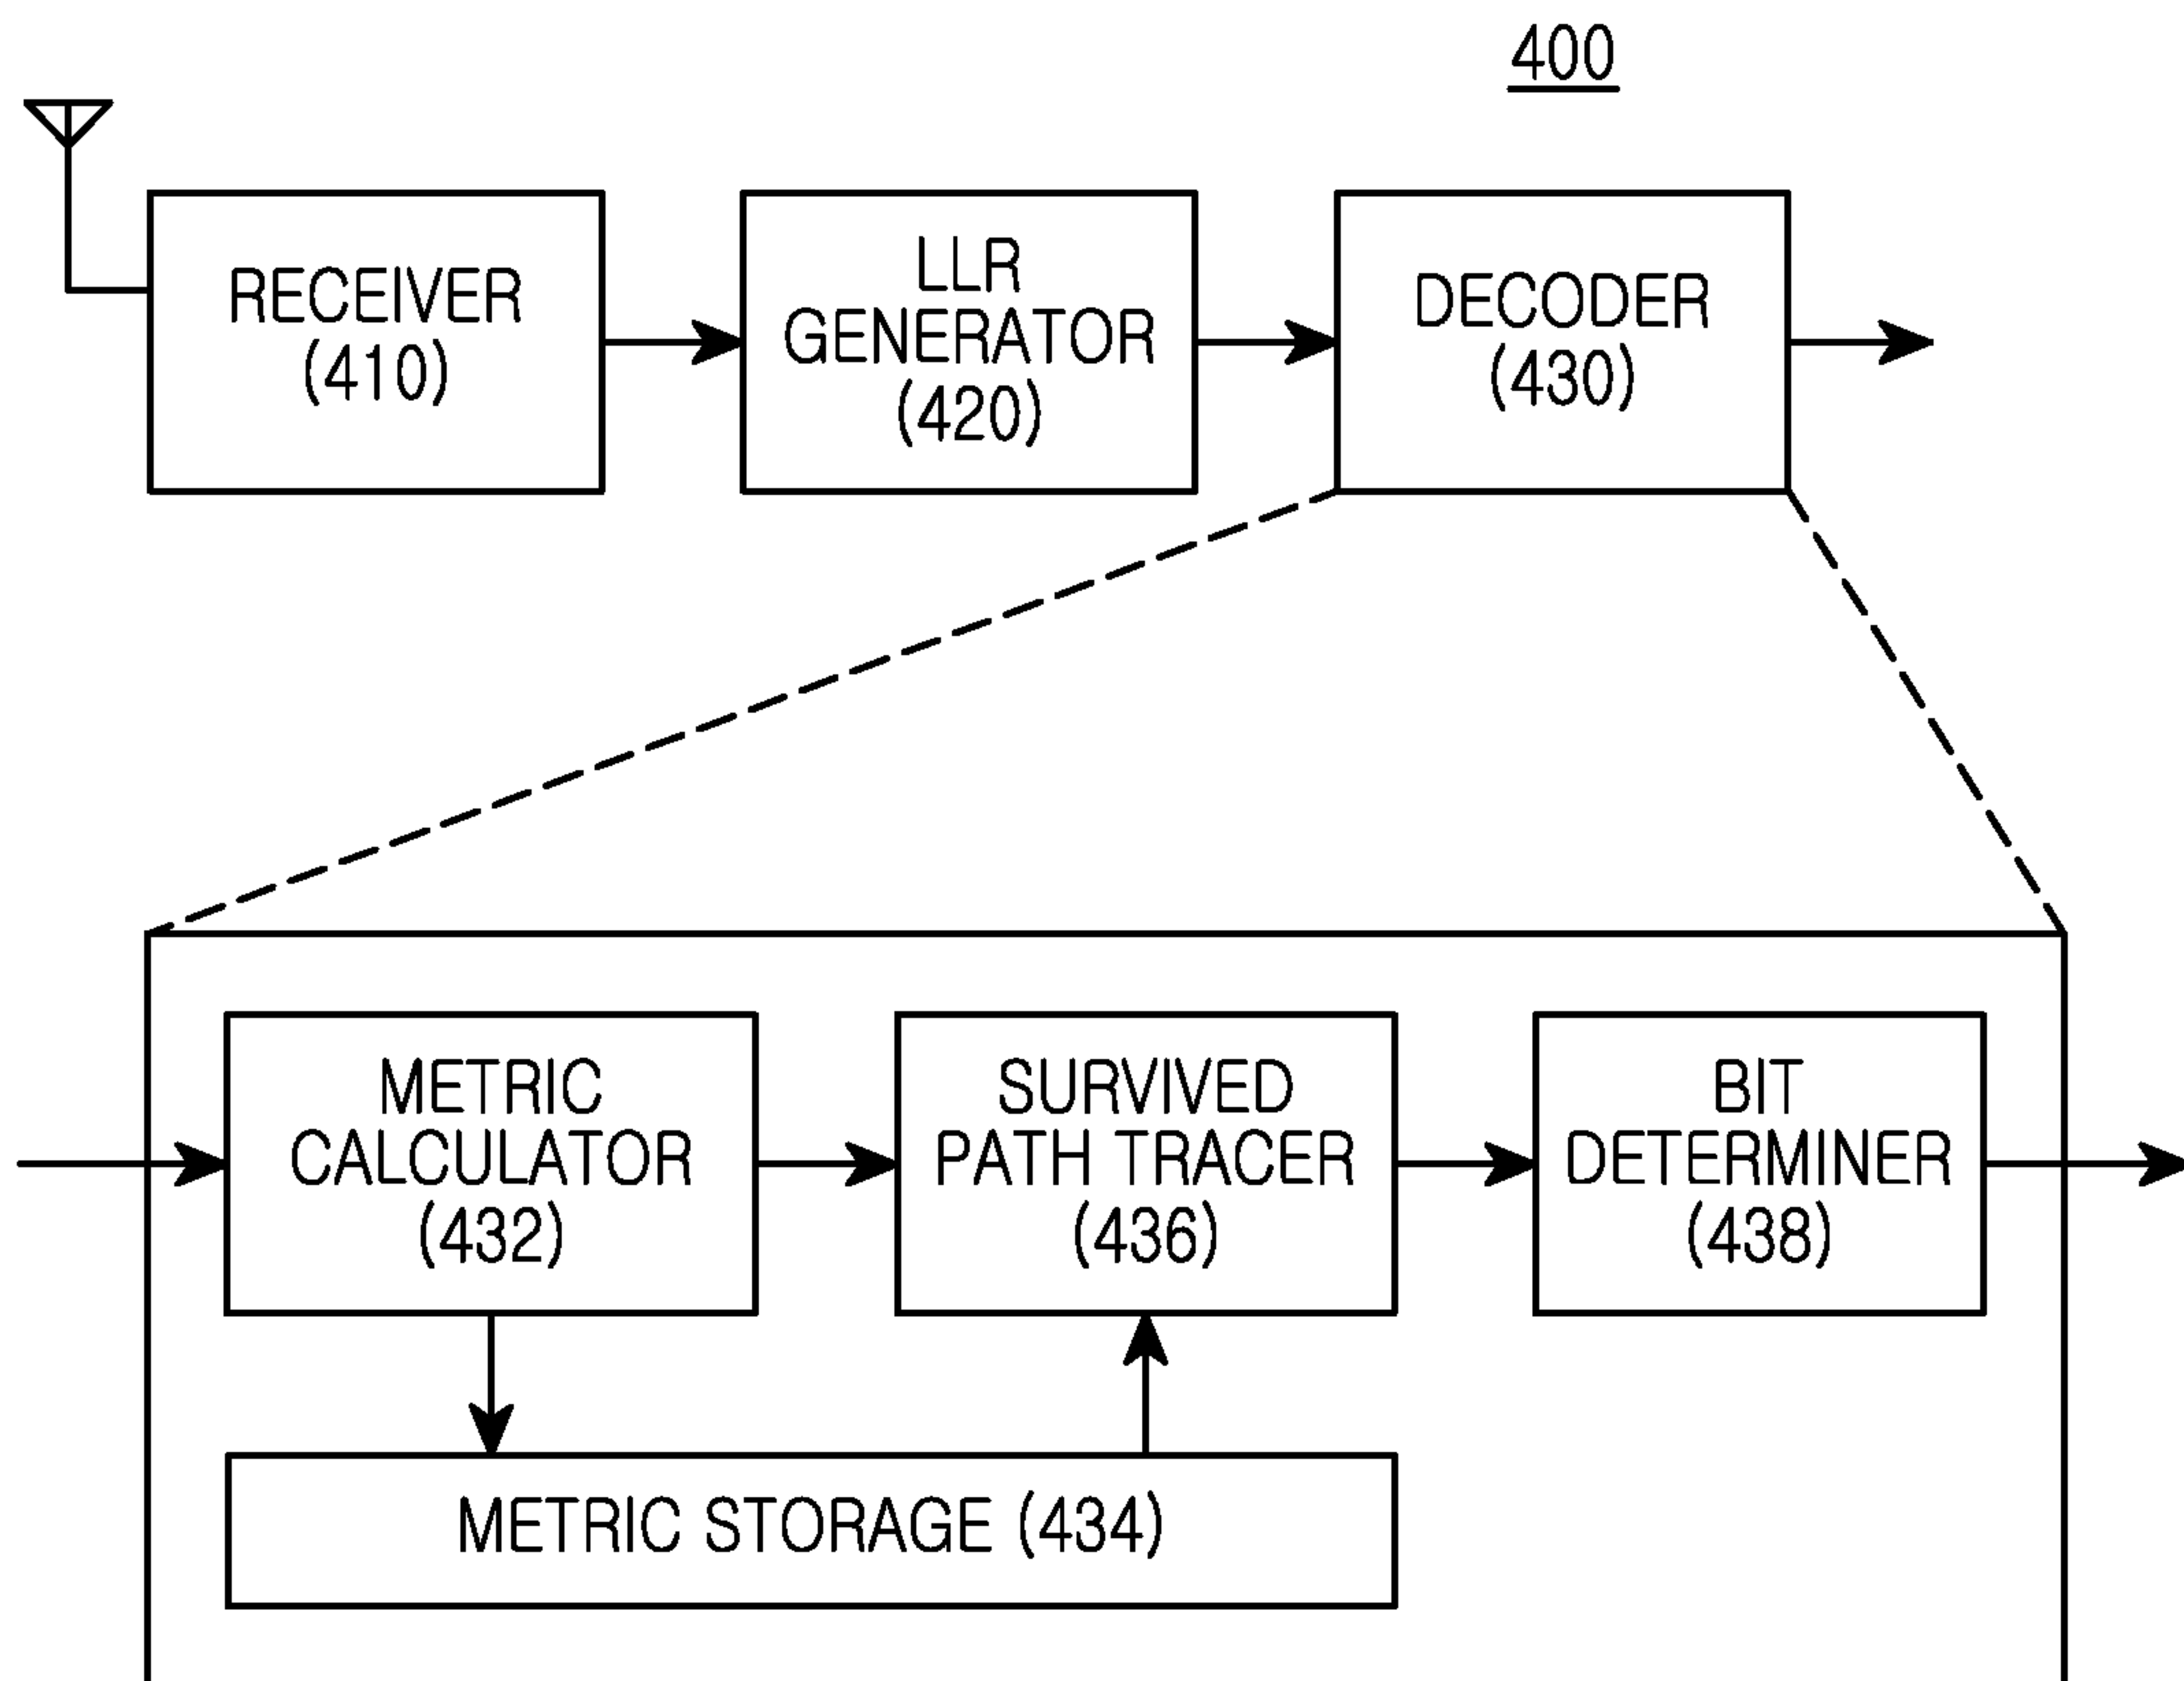 400
RECEIVER
(410)
LLR
GENERATOR
(420)
DECODER
(430)
METRIC
CALCULATOR
(432)
SURVIVED
PATH TRACER
(436)
BIT
DETERMINER
(438)
METRIC STORAGE (434)